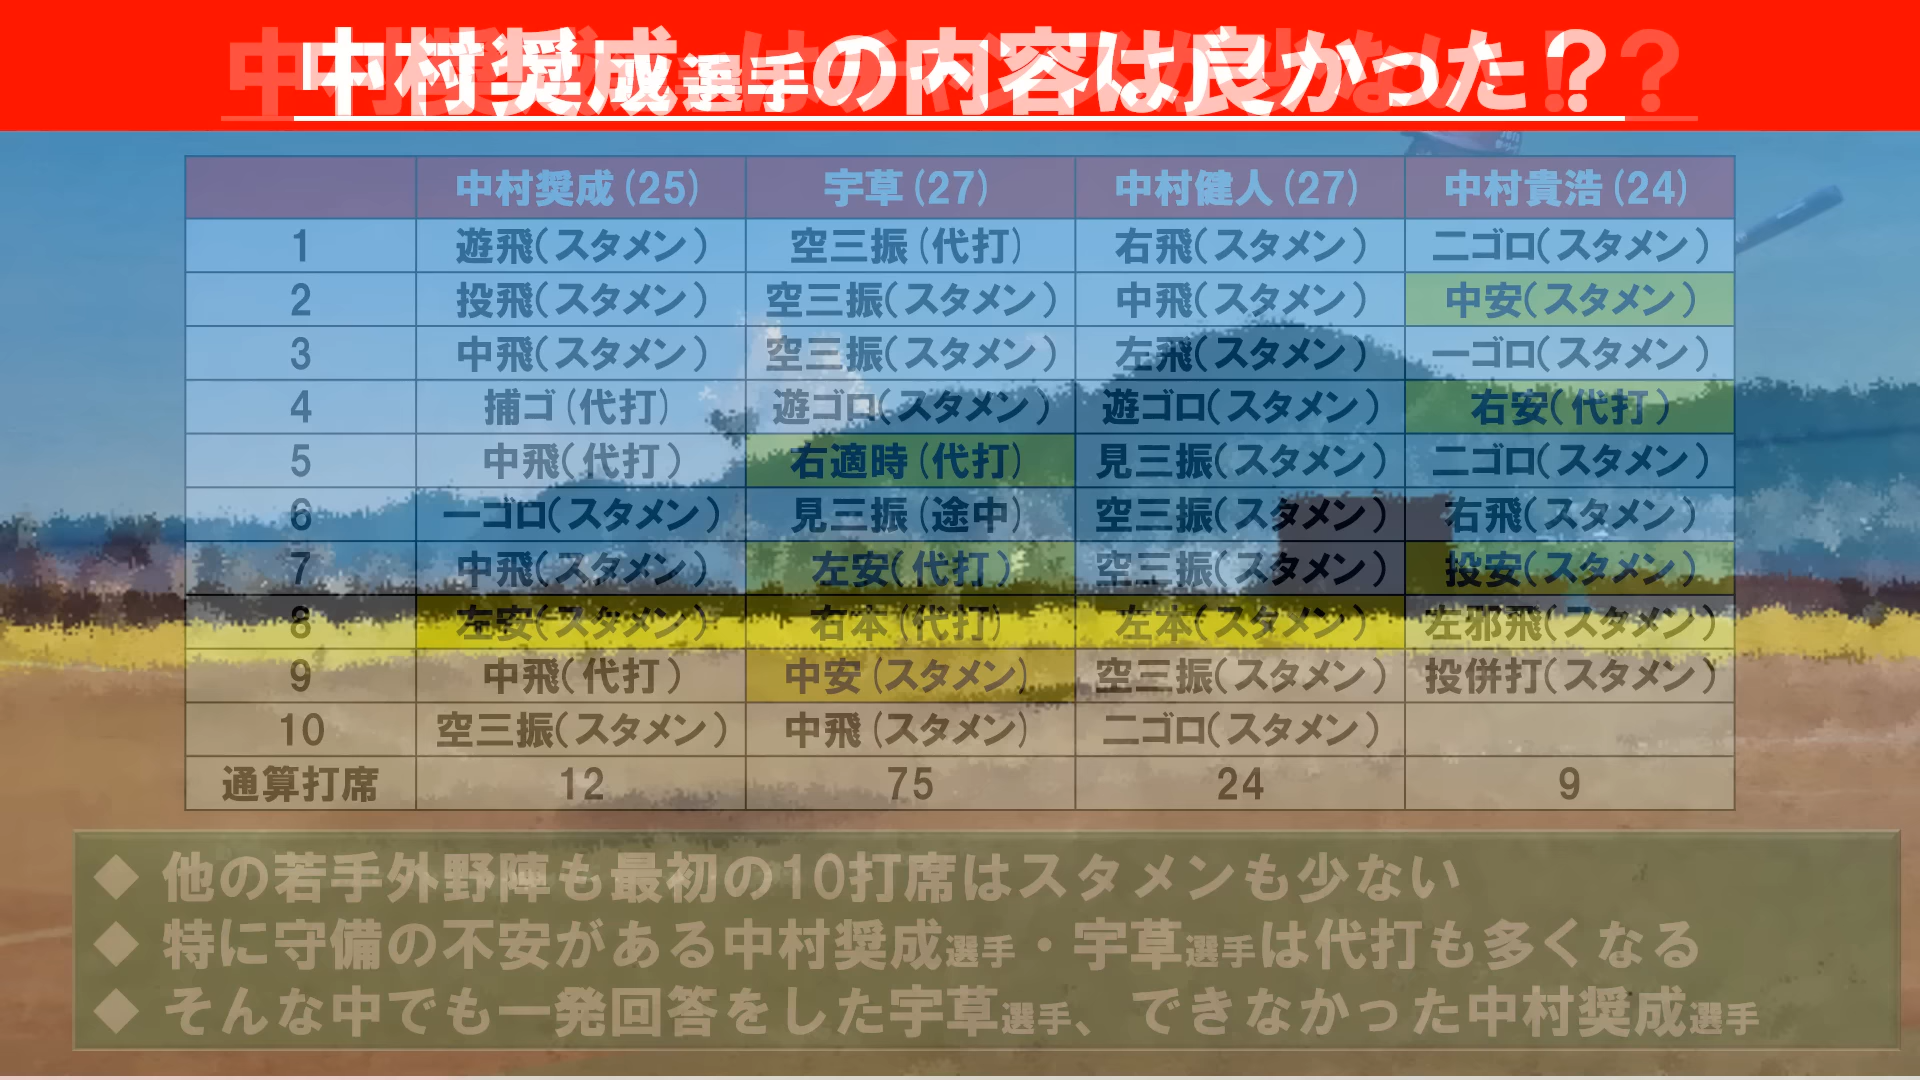 中村奨成選手の内容は良かった？
中村奨成(25) 宇草(27) 中村健人(27) 中村貴浩(24)
1 遊飛(スタメン) 空三振(代打) 右飛(スタメン) 二ゴロ(スタメン)
2 投飛(スタメン) 空三振(スタメン) 中飛(スタメン) 中安(スタメン)
3 中飛(スタメン) 空三振(スタメン) 左飛(スタメン) 一ゴロ(スタメン)
4 捕ゴ(代打) 遊ゴロ(スタメン) 遊ゴロ(スタメン) 右安(代打)
5 中飛(代打) 右適時(代打) 見三振(スタメン) 二ゴロ(スタメン)
6 一ゴロ(スタメン) 見三振(途中) 空三振(スタメン) 右飛(スタメン)
7 中飛(スタメン) 左安(代打) 空三振(スタメン) 投安(スタメン)
8 左安(スタメン) 右本(代打) 左本(スタメン) 左邪飛(スタメン)
9 中飛(代打) 中安(スタメン) 空三振(スタメン) 投併打(スタメン)
10 空三振(スタメン) 中飛(スタメン) 二ゴロ(スタメン)
通算打席 12 75 24 9
◆ 他の若手外野陣も最初の10打席はスタメンも少ない
◆ 特に守備の不安がある中村奨成選手・宇草選手は代打も多くなる
◆ そんな中でも一発回答をした宇草選手、できなかった中村奨成選手